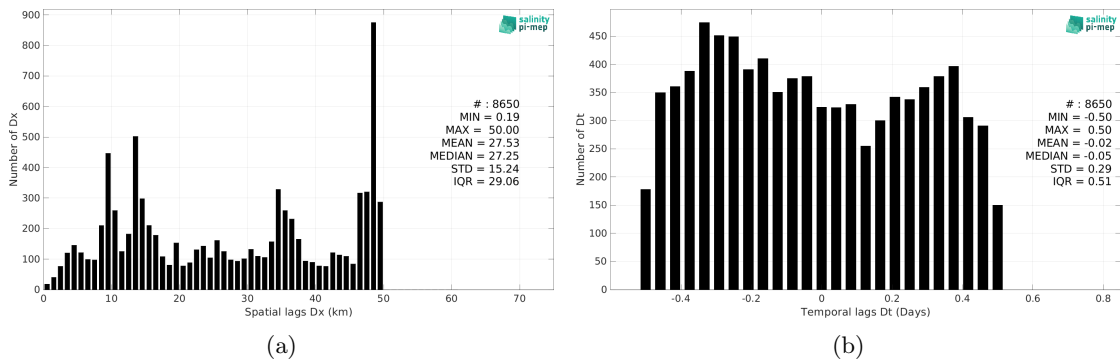 900
800
700
600
500
400
300
200
100
0
Number of Dx
0 10 20 30 40 50 60 70
Spatial lags Dx (km)
salinity
pi-mep
# : 8650
MIN = 0.19
MAX = 50.00
MEAN = 27.53
MEDIAN = 27.25
STD = 15.24
IQR = 29.06
(a)
450
400
350
300
250
200
150
100
50
0
Number of Dt
-0.4 -0.2 0 0.2 0.4 0.6 0.8
Temporal lags Dt (Days)
salinity
pi-mep
# : 8650
MIN = -0.50
MAX = 0.50
MEAN = -0.02
MEDIAN = -0.05
STD = 0.29
IQR = 0.51
(b)